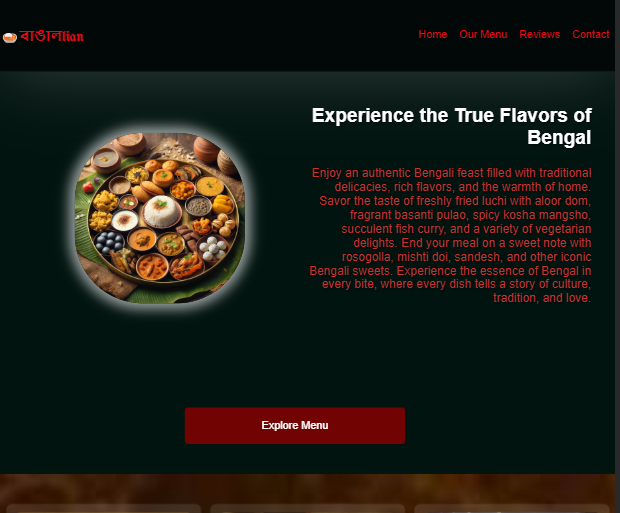 বাঙালlian
Home Our Menu Reviews Contact
Experience the True Flavors of
Bengal
Enjoy an authentic Bengali feast filled with traditional
delicacies, rich flavors, and the warmth of home.
Savor the taste of freshly fried luchi with aloor dom,
fragrant basanti pulao, spicy kosha mangsho,
succulent fish curry, and a variety of vegetarian
delights. End your meal on a sweet note with
rosogolla, mishti doi, sandesh, and other iconic
Bengali sweets. Experience the essence of Bengal in
every bite, where every dish tells a story of culture,
tradition, and love.
Explore Menu